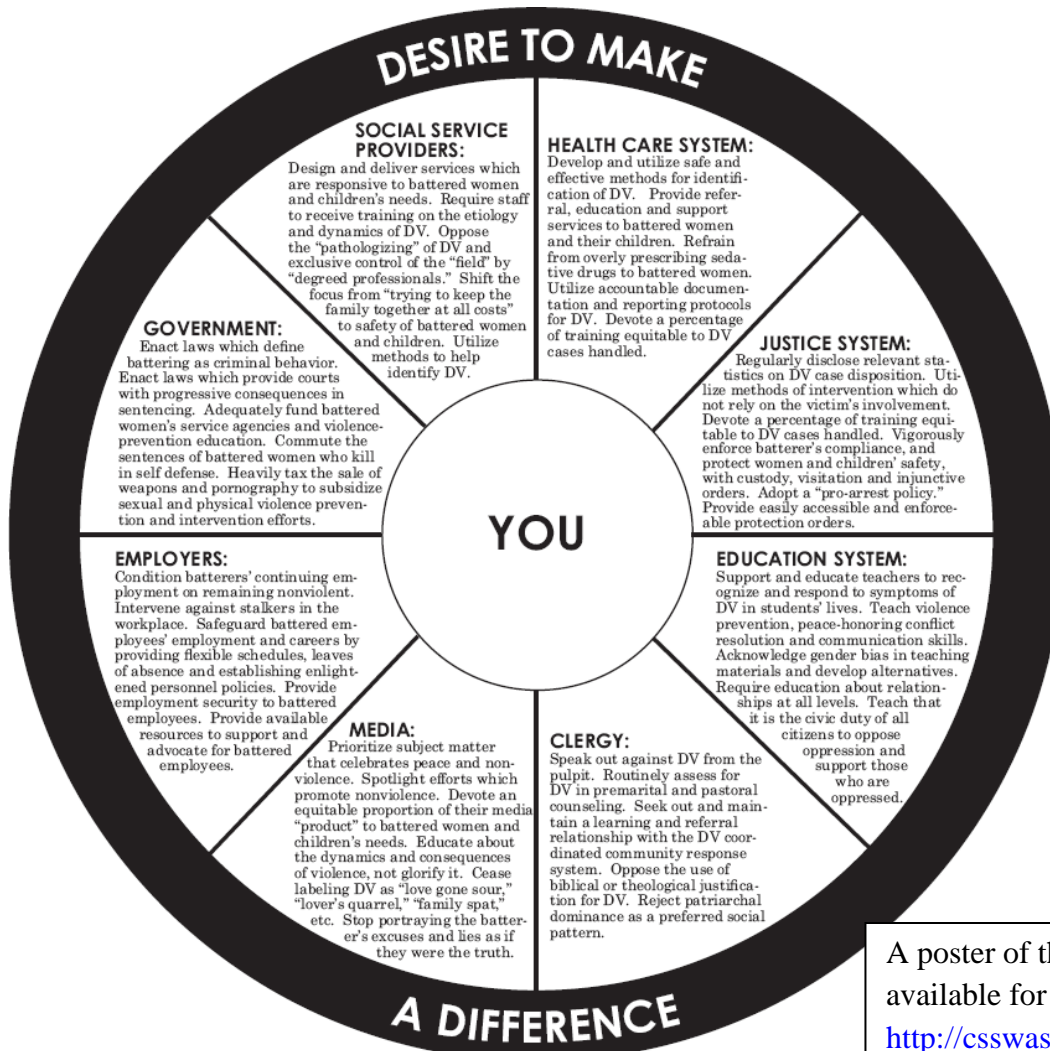 DESIRE TO MAKE
SOCIAL SERVICE
PROVIDERS:
Design and deliver services which
are responsive to battered women
and children's needs. Require staff
to receive training on the etiology
and dynamics of DV. Oppose
the “pathologizing” of DV and
exclusive control of the “field” by
“degreed professionals.” Shift the
focus from “trying to keep the
family together at all costs”
to safety of battered women
and children. Utilize
methods to help
identify DV.
HEALTH CARE SYSTEM:
Develop and utilize safe and
effective methods for identifi-
cation of DV. Provide refer-
ral, education and support
services to battered women
and their children. Refrain
from overly prescribing seda-
tive drugs to battered women.
Utilize accountable documen-
tation and reporting protocols
for DV. Devote a percentage
of training equitable to DV
cases handled.
GOVERNMENT:
Enact laws which define
battering as criminal behavior.
Enact laws which provide courts
with progressive consequences in
sentencing. Adequately fund battered
women's service agencies and violence-
prevention education. Commute the
sentences of battered women who kill
in self defense. Heavily tax the sale of
weapons and pornography to subsidize
sexual and physical violence preven-
tion and intervention efforts.
JUSTICE SYSTEM:
Regularly disclose relevant sta-
tistics on DV case disposition. Uti-
lize methods of intervention which do
not rely on the victim's involvement.
Devote a percentage of training equi-
table to DV cases handled. Vigorously
enforce batterer's compliance, and
protect women and children' safety,
with custody, visitation and injunctive
orders. Adopt a “pro-arrest policy.”
Provide easily accessible and enforce-
able protection orders.
YOU
EMPLOYERS:
Condition batterers' continuing em-
ployment on remaining nonviolent.
Intervene against stalkers in the
workplace. Safeguard battered em-
ployees' employment and careers by
providing flexible schedules, leaves
of absence and establishing enlight-
ened personnel policies. Provide
employment security to battered
employees. Provide available
resources to support and
advocate for battered
employees.
EDUCATION SYSTEM:
Support and educate teachers to rec-
ognize and respond to symptoms of
DV in students' lives. Teach violence
prevention, peace-honoring conflict
resolution and communication skills.
Acknowledge gender bias in teaching
materials and develop alternatives.
Require education about relation-
ships at all levels. Teach that
it is the civic duty of all
citizens to oppose
oppression and
support those
who are
oppressed.
MEDIA:
Prioritize subject matter
that celebrates peace and non-
violence. Spotlight efforts which
promote nonviolence. Devote an
equitable proportion of their media
“product” to battered women and
children's needs. Educate about
the dynamics and consequences
of violence, not glorify it. Cease
labeling DV as “love gone sour,”
“lover's quarrel,” “family spat,”
etc. Stop portraying the batter-
er's excuses and lies as if
they were the truth.
CLERGY:
Speak out against DV from the
pulpit. Routinely assess for
DV in premarital and pastoral
counseling. Seek out and main-
tain a learning and referral
relationship with the DV coor-
dinated community response
system. Oppose the use of
biblical or theological justifica-
tion for DV. Reject patriarchal
dominance as a preferred social
pattern.
A DIFFERENCE
A poster of th
available for
http://csswas